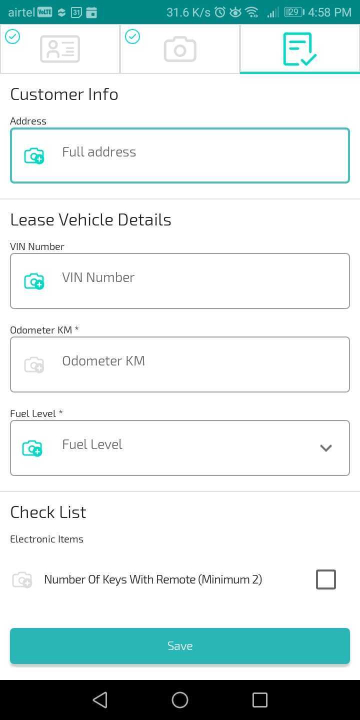 airtel VoLTE 31 31.6 K/s 29 4:58 PM
Customer Info
Address
Full address
Lease Vehicle Details
VIN Number
VIN Number
Odometer KM *
Odometer KM
Fuel Level *
Fuel Level
Check List
Electronic Items
Number Of Keys With Remote (Minimum 2)
Save